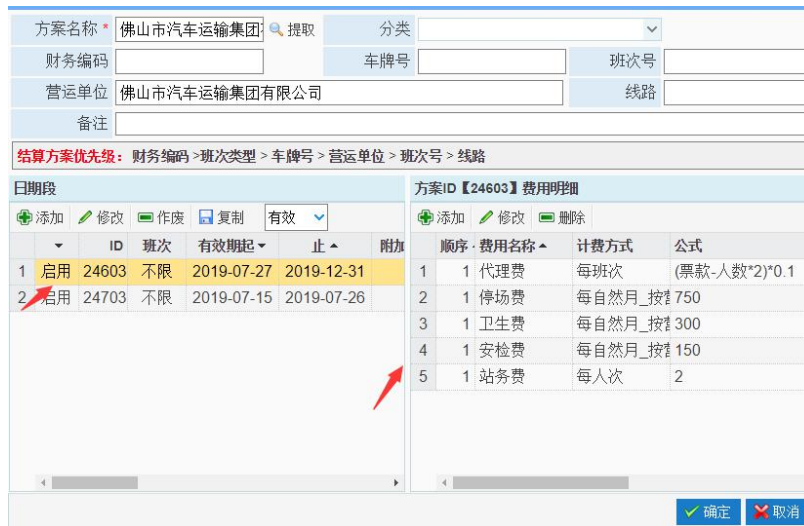 方案名称 * 佛山市汽车运输集团 提取 分类
财务编码 车牌号 班次号
营运单位 佛山市汽车运输集团有限公司 线路
备注
结算方案优先级： 财务编码 >班次类型 > 车牌号 > 营运单位 > 班次号 > 线路
日期段 方案ID【24603】费用明细
添加 修改 作废 复制 有效 添加 修改 删除
ID 班次 有效期起 止 附加 顺序 费用名称 计费方式 公式
1 启用 24603 不限 2019-07-27 2019-12-31 1 1 代理费 每班次 (票款-人数*2)*0.1
2 启用 24703 不限 2019-07-15 2019-07-26 2 1 停场费 每自然月_按 750
3 1 卫生费 每自然月_按 300
4 1 安检费 每自然月_按 150
5 1 站务费 每人次 2
确定 取消